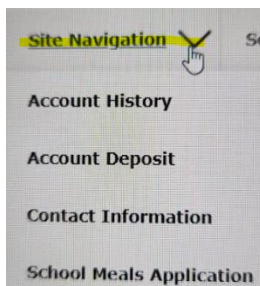 Site Navigation
Account History
Account Deposit
Contact Information
School Meals Application